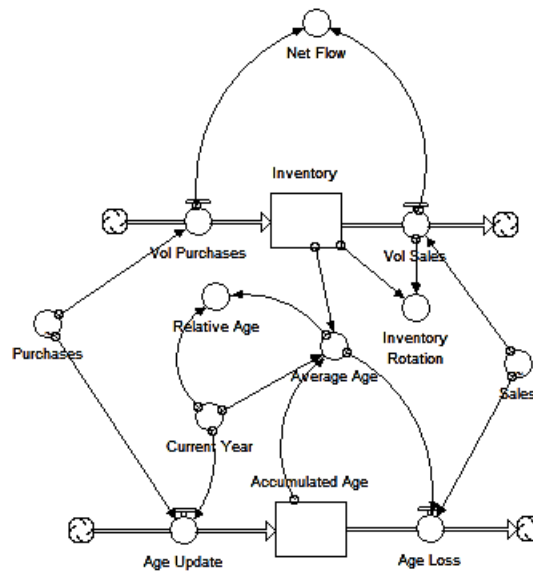 Net Flow
Inventory
Vol Purchases
Vol Sales
Relative Age
Inventory
Rotation
Purchases
Average Age
Sales
Current Year
Accumulated Age
Age Update
Age Loss